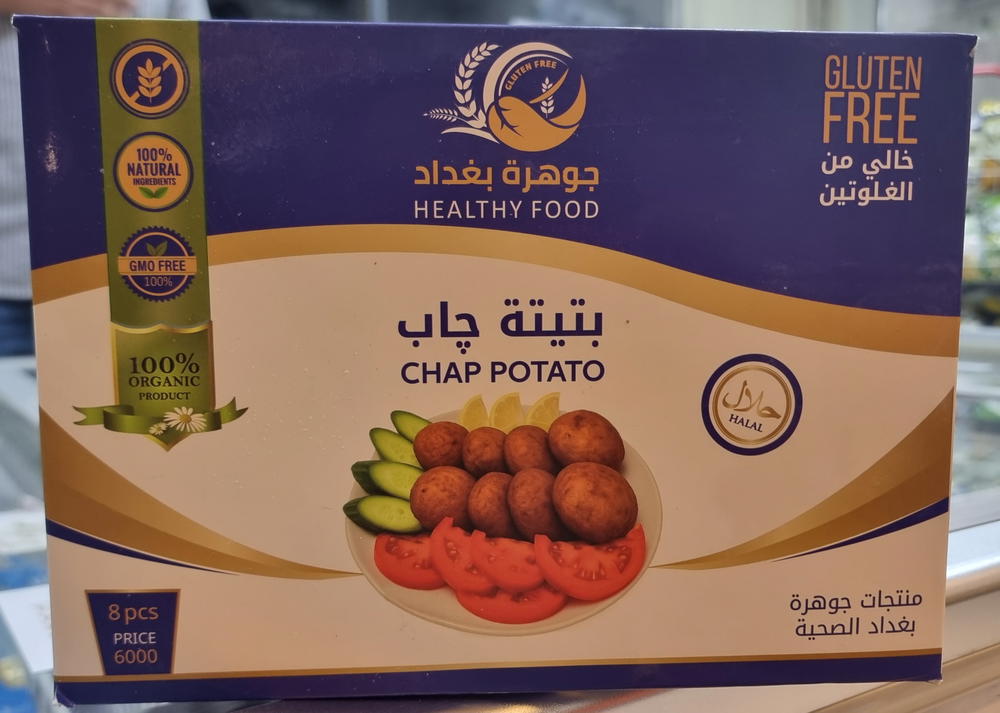 GLUTEN FREE
جوهرة بغداد
HEALTHY FOOD
GLUTEN
FREE
خالي من
الغلوتين
100%
NATURAL
INGREDIENTS
GMO FREE
100%
100%
ORGANIC
PRODUCT
بتيتة چاب
CHAP POTATO
حلال
HALAL
8 pcs
PRICE
6000
منتجات جوهرة
بغداد الصحية